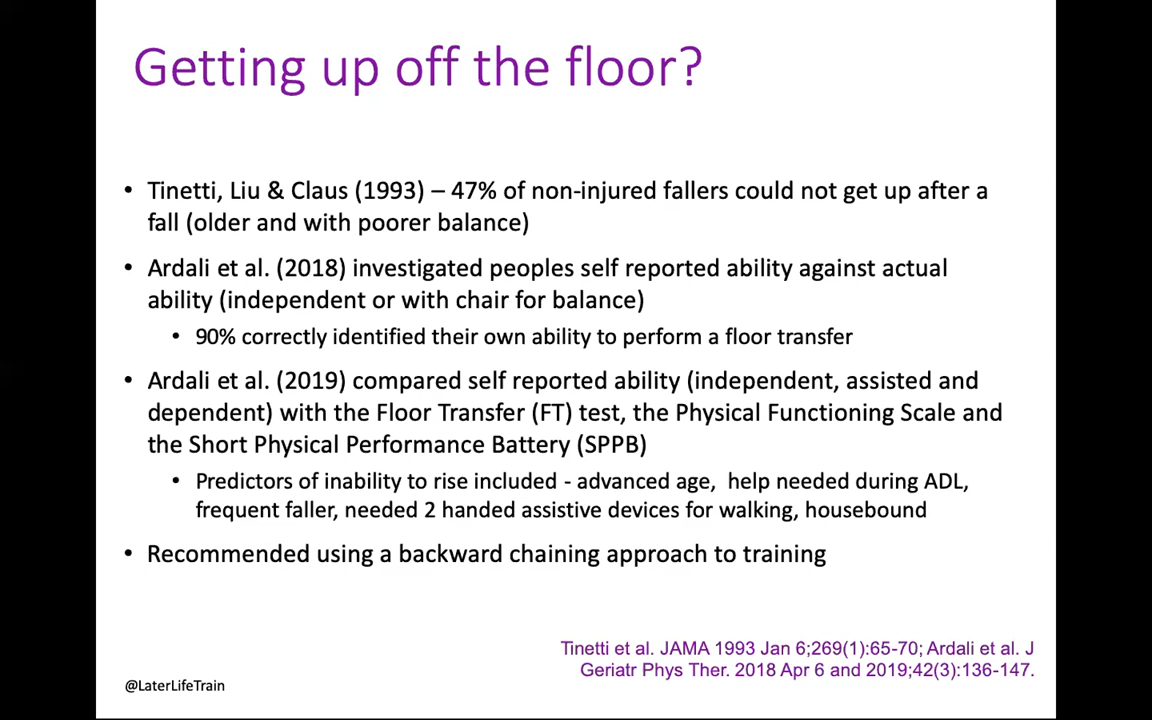 Getting up off the floor?
• Tinetti, Liu & Claus (1993) – 47% of non-injured fallers could not get up after a
fall (older and with poorer balance)
• Ardali et al. (2018) investigated peoples self reported ability against actual
ability (independent or with chair for balance)
• 90% correctly identified their own ability to perform a floor transfer
• Ardali et al. (2019) compared self reported ability (independent, assisted and
dependent) with the Floor Transfer (FT) test, the Physical Functioning Scale and
the Short Physical Performance Battery (SPPB)
• Predictors of inability to rise included - advanced age,  help needed during ADL,
frequent faller, needed 2 handed assistive devices for walking, housebound
• Recommended using a backward chaining approach to training
Tinetti et al. JAMA 1993 Jan 6;269(1):65-70; Ardali et al. J
Geriatr Phys Ther. 2018 Apr 6 and 2019;42(3):136-147.
@LaterLifeTrain